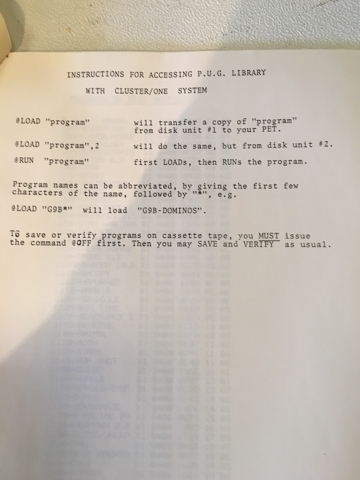 INSTRUCTIONS FOR ACCESSING P.U.G. LIBRARY
WITH CLUSTER/ONE SYSTEM
@LOAD "program" will transfer a copy of "program"
from disk unit #1 to your PET.
@LOAD "program",2 will do the same, but from disk unit #2.
@RUN "program" first LOADs, then RUNs the program.
Program names can be abbreviated, by giving the first few
characters of the name, followed by "*", e.g.
@LOAD "G9B*" will load "G9B-DOMINOS".
To save or verify programs on cassette tape, you MUST issue
the command @OFF first. Then you may SAVE and VERIFY as usual.